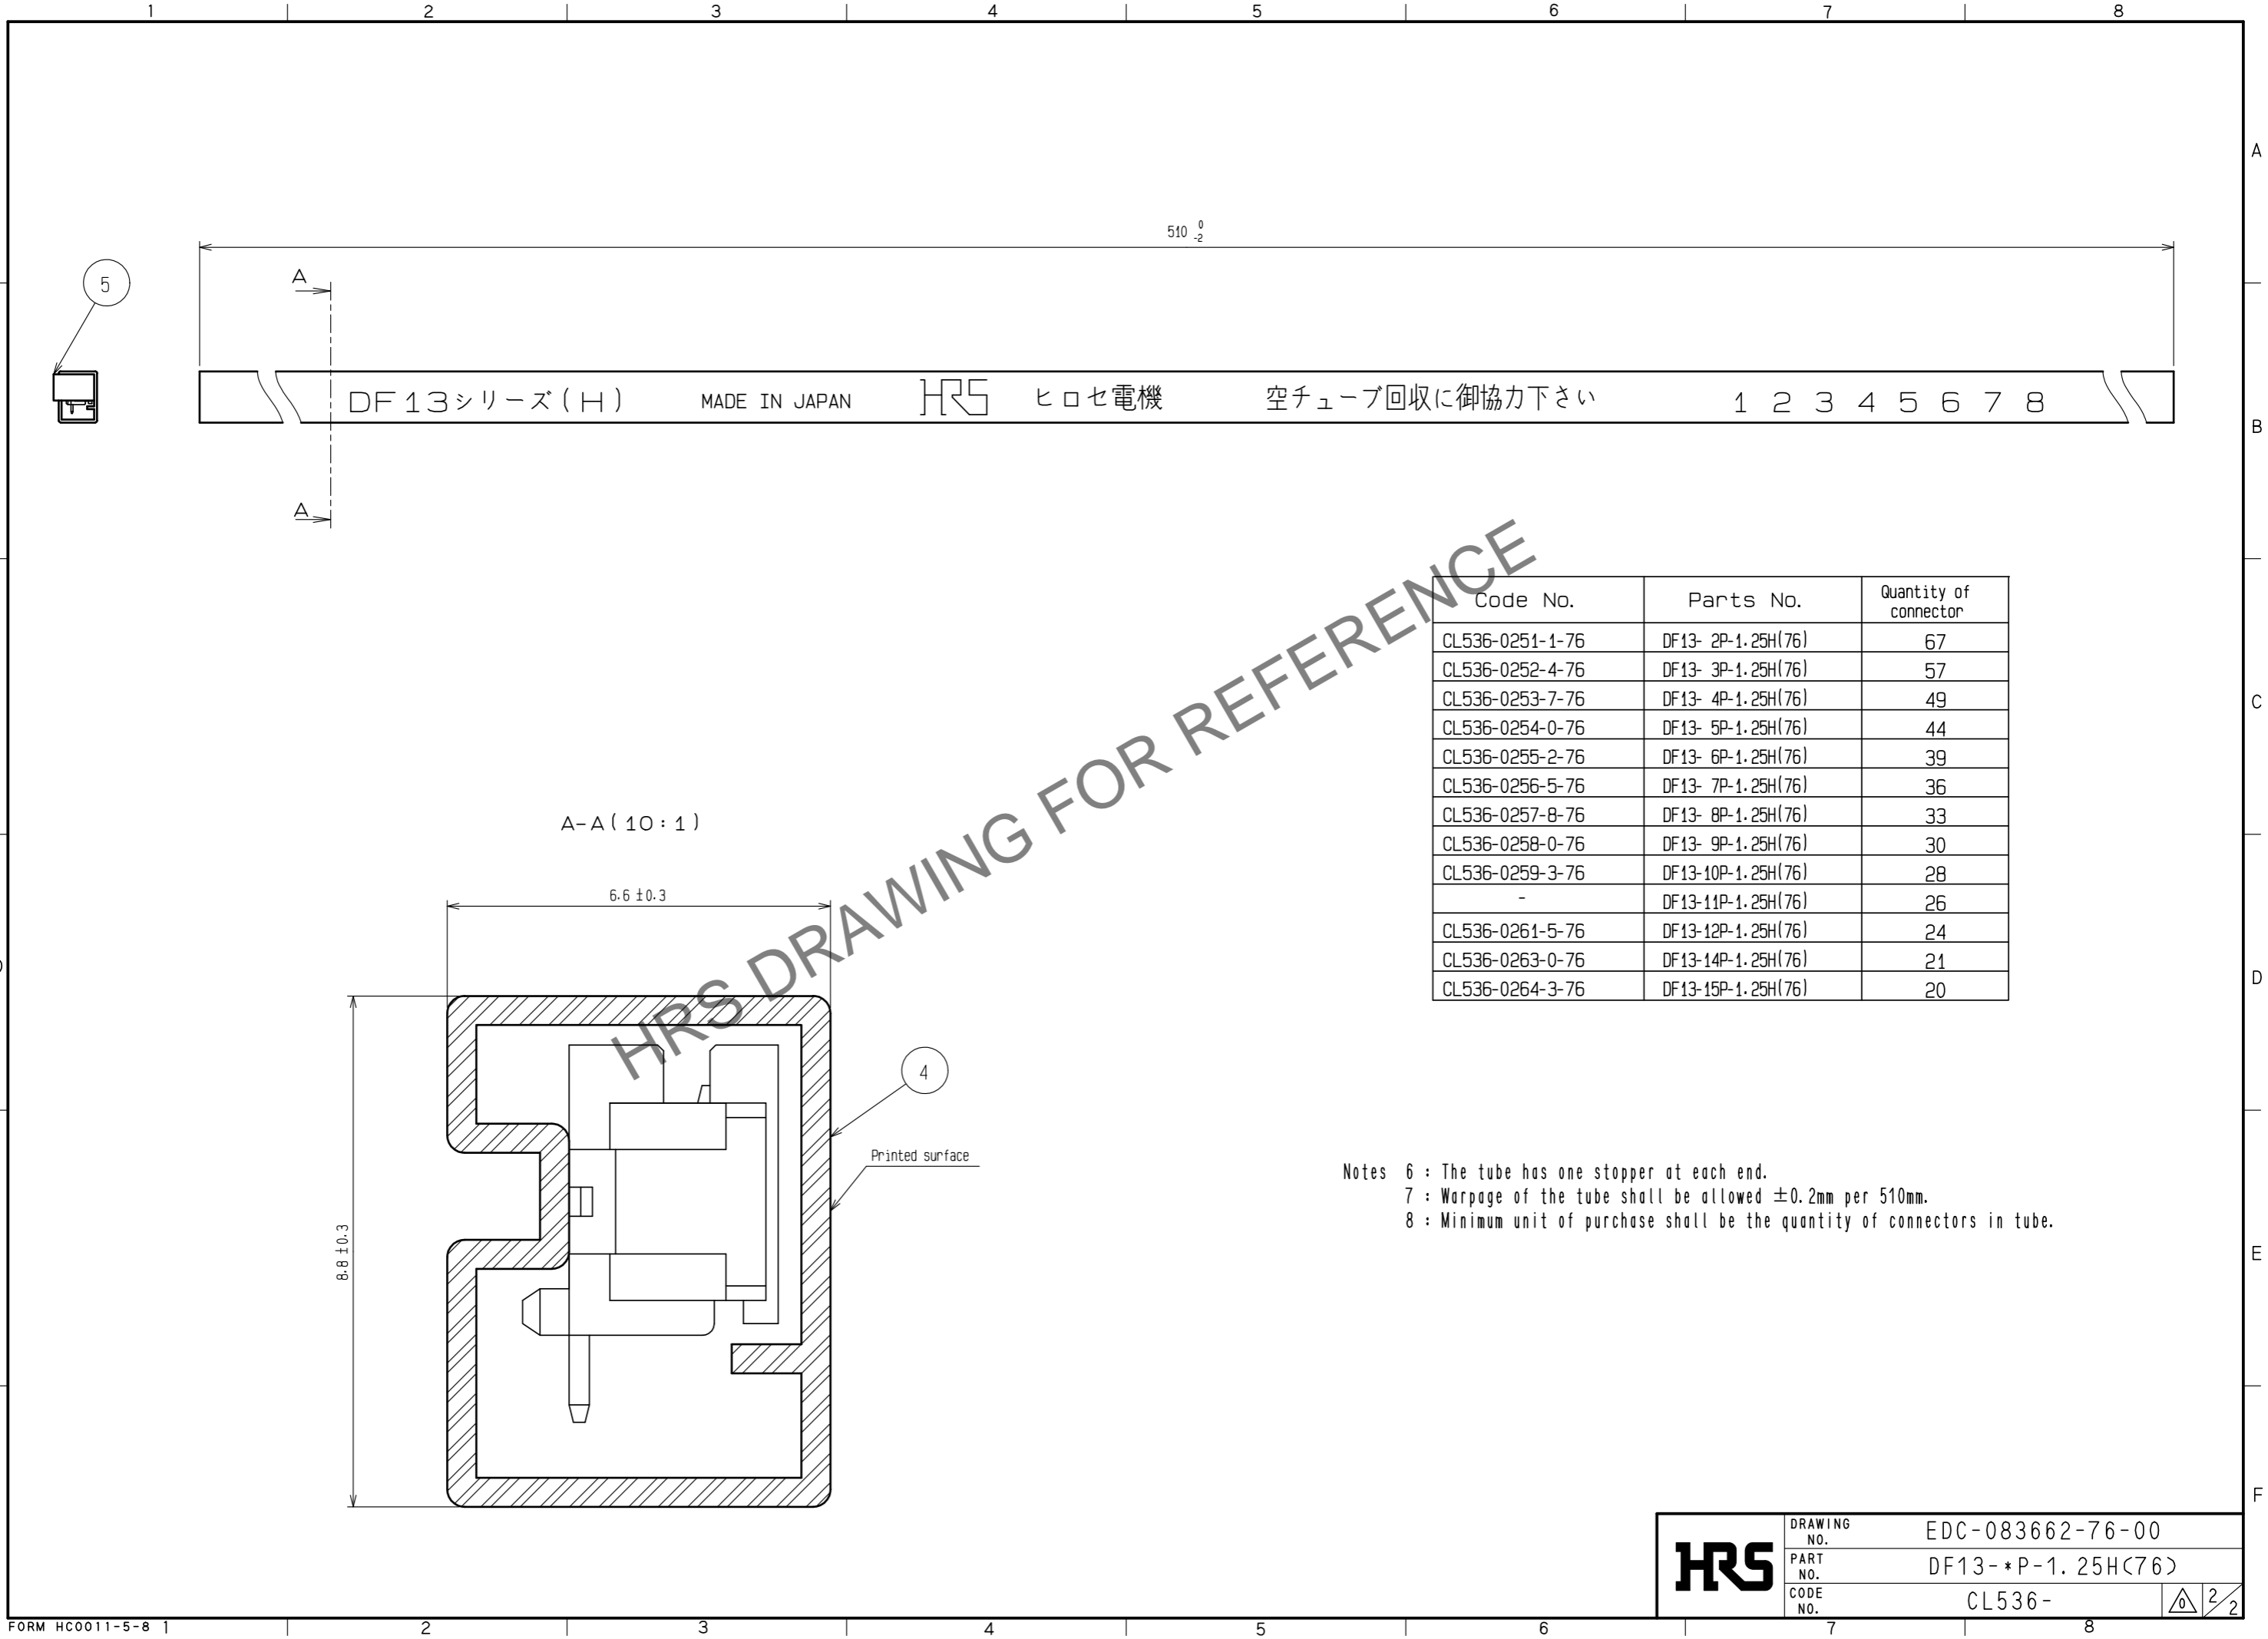 1 2 3 4 5 6 7 8
A
510 0 -2
5
A
DF13シリーズ(H) MADE IN JAPAN HRS ヒロセ電機 空チューブ回収に御協力下さい 1 2 3 4 5 6 7 8
B
A
HRS DRAWING FOR REFERENCE
Code No. Parts No. Quantity of connector
CL536-0251-1-76 DF13- 2P-1.25H(76) 67
CL536-0252-4-76 DF13- 3P-1.25H(76) 57
CL536-0253-7-76 DF13- 4P-1.25H(76) 49
C
CL536-0254-0-76 DF13- 5P-1.25H(76) 44
CL536-0255-2-76 DF13- 6P-1.25H(76) 39
CL536-0256-5-76 DF13- 7P-1.25H(76) 36
CL536-0257-8-76 DF13- 8P-1.25H(76) 33
CL536-0258-0-76 DF13- 9P-1.25H(76) 30
CL536-0259-3-76 DF13-10P-1.25H(76) 28
- DF13-11P-1.25H(76) 26
CL536-0261-5-76 DF13-12P-1.25H(76) 24
CL536-0263-0-76 DF13-14P-1.25H(76) 21
CL536-0264-3-76 DF13-15P-1.25H(76) 20
D
A-A(10:1)
6.6 ±0.3
8.8 ±0.3
4
Printed surface
Notes 6 : The tube has one stopper at each end.
7 : Warpage of the tube shall be allowed ±0.2mm per 510mm.
8 : Minimum unit of purchase shall be the quantity of connectors in tube.
E
F
HRS
DRAWING NO. EDC-083662-76-00
PART NO. DF13-*P-1.25H(76)
CODE NO. CL536- 0 2/2
FORM HC0011-5-8 1 2 3 4 5 6 7 8